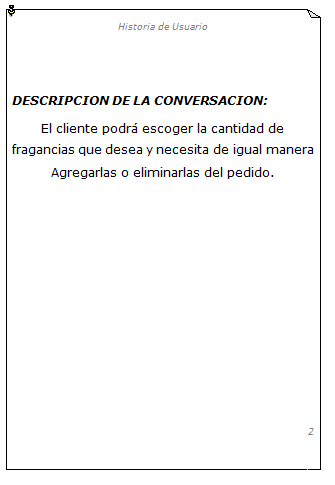 Historia de Usuario
DESCRIPCION DE LA CONVERSACION:
El cliente podrá escoger la cantidad de
fragancias que desea y necesita de igual manera
Agregarlas o eliminarlas del pedido.
2